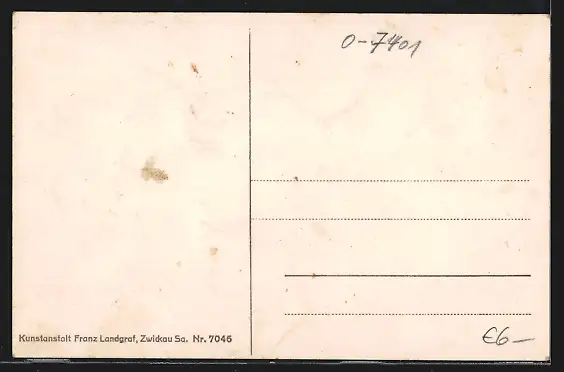 0-7401
Kunstanstalt Franz Landgraf, Zwickau Sa. Nr. 7046
€6-